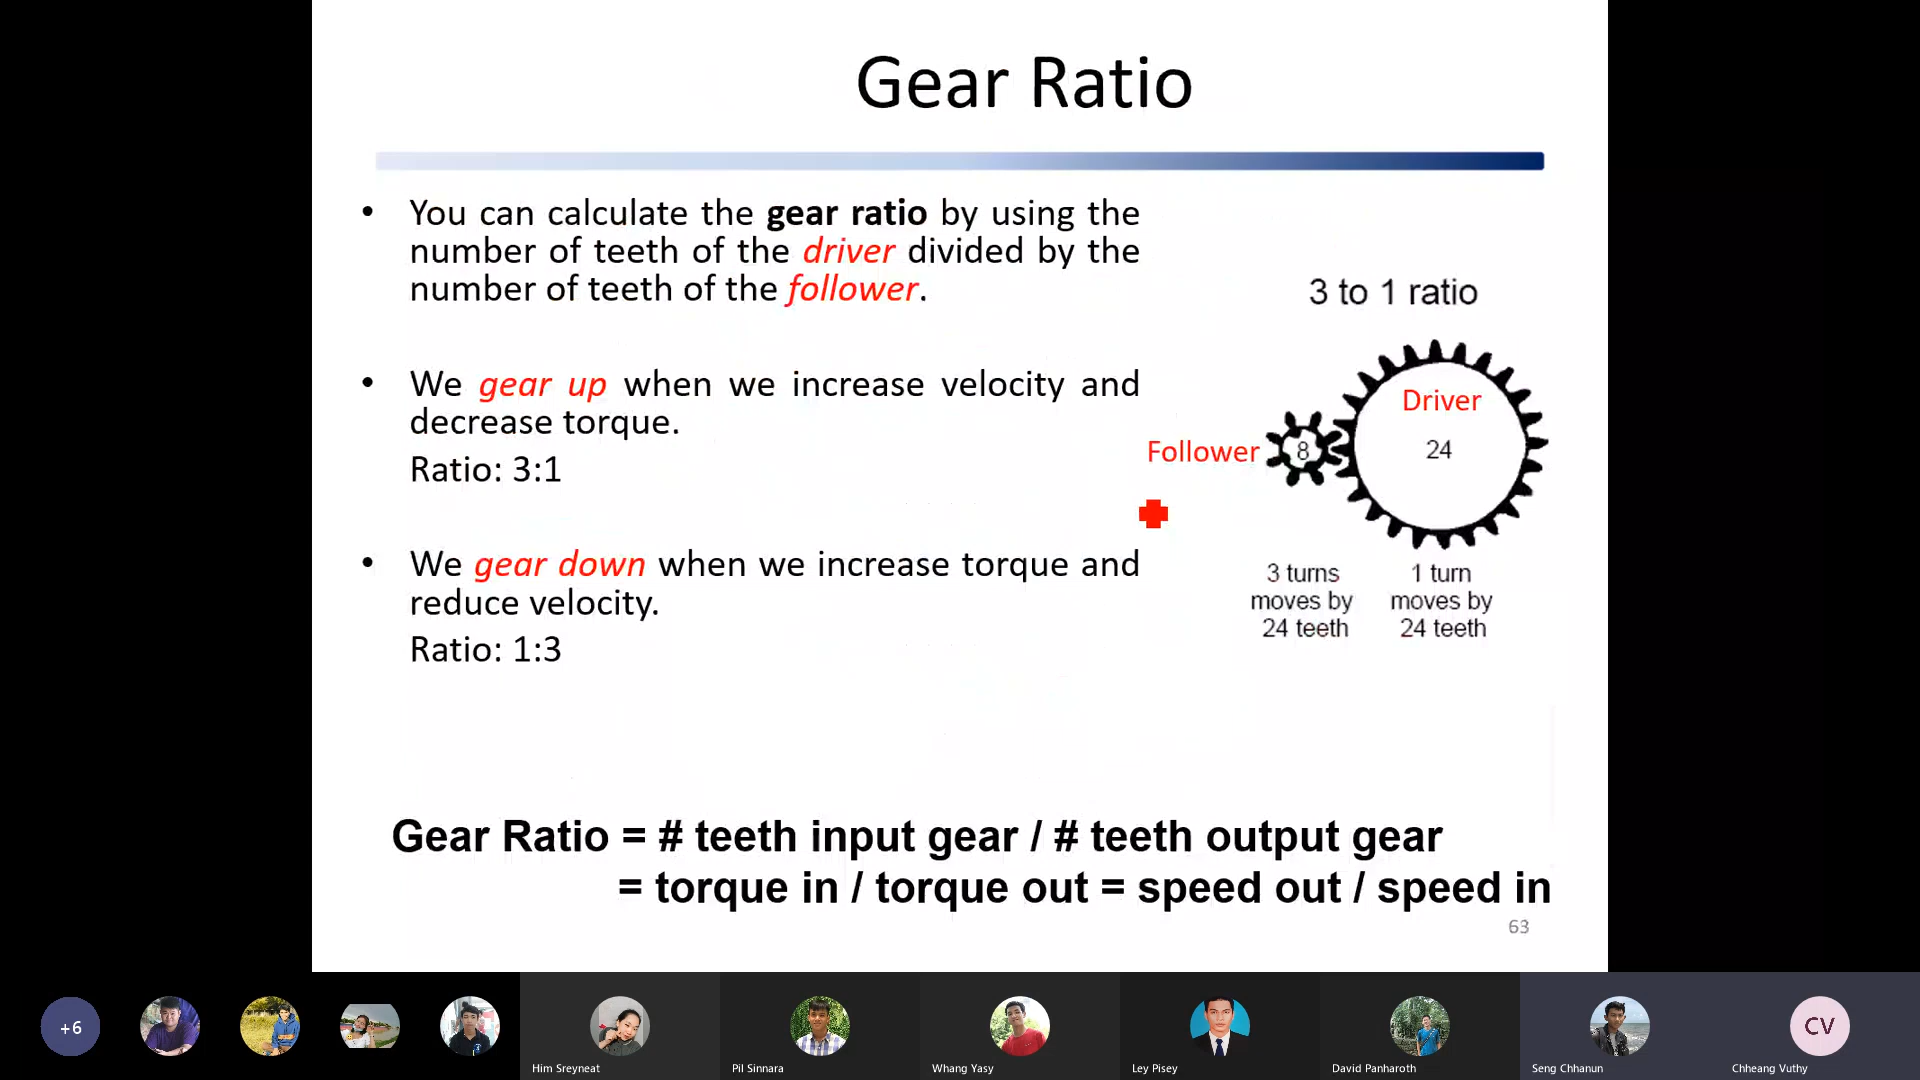 Gear Ratio
• You can calculate the gear ratio by using the
number of teeth of the driver divided by the
number of teeth of the follower.
• We gear up when we increase velocity and
decrease torque.
Ratio: 3:1
• We gear down when we increase torque and
reduce velocity.
Ratio: 1:3
3 to 1 ratio
Driver
24
Follower
8
3 turns
moves by
24 teeth
1 turn
moves by
24 teeth
Gear Ratio = # teeth input gear / # teeth output gear
= torque in / torque out = speed out / speed in
63
+6
Him Sreyneat
Pil Sinnara
Whang Yasy
Ley Pisey
David Panharoth
Seng Chhanun
CV
Chheang Vuthy